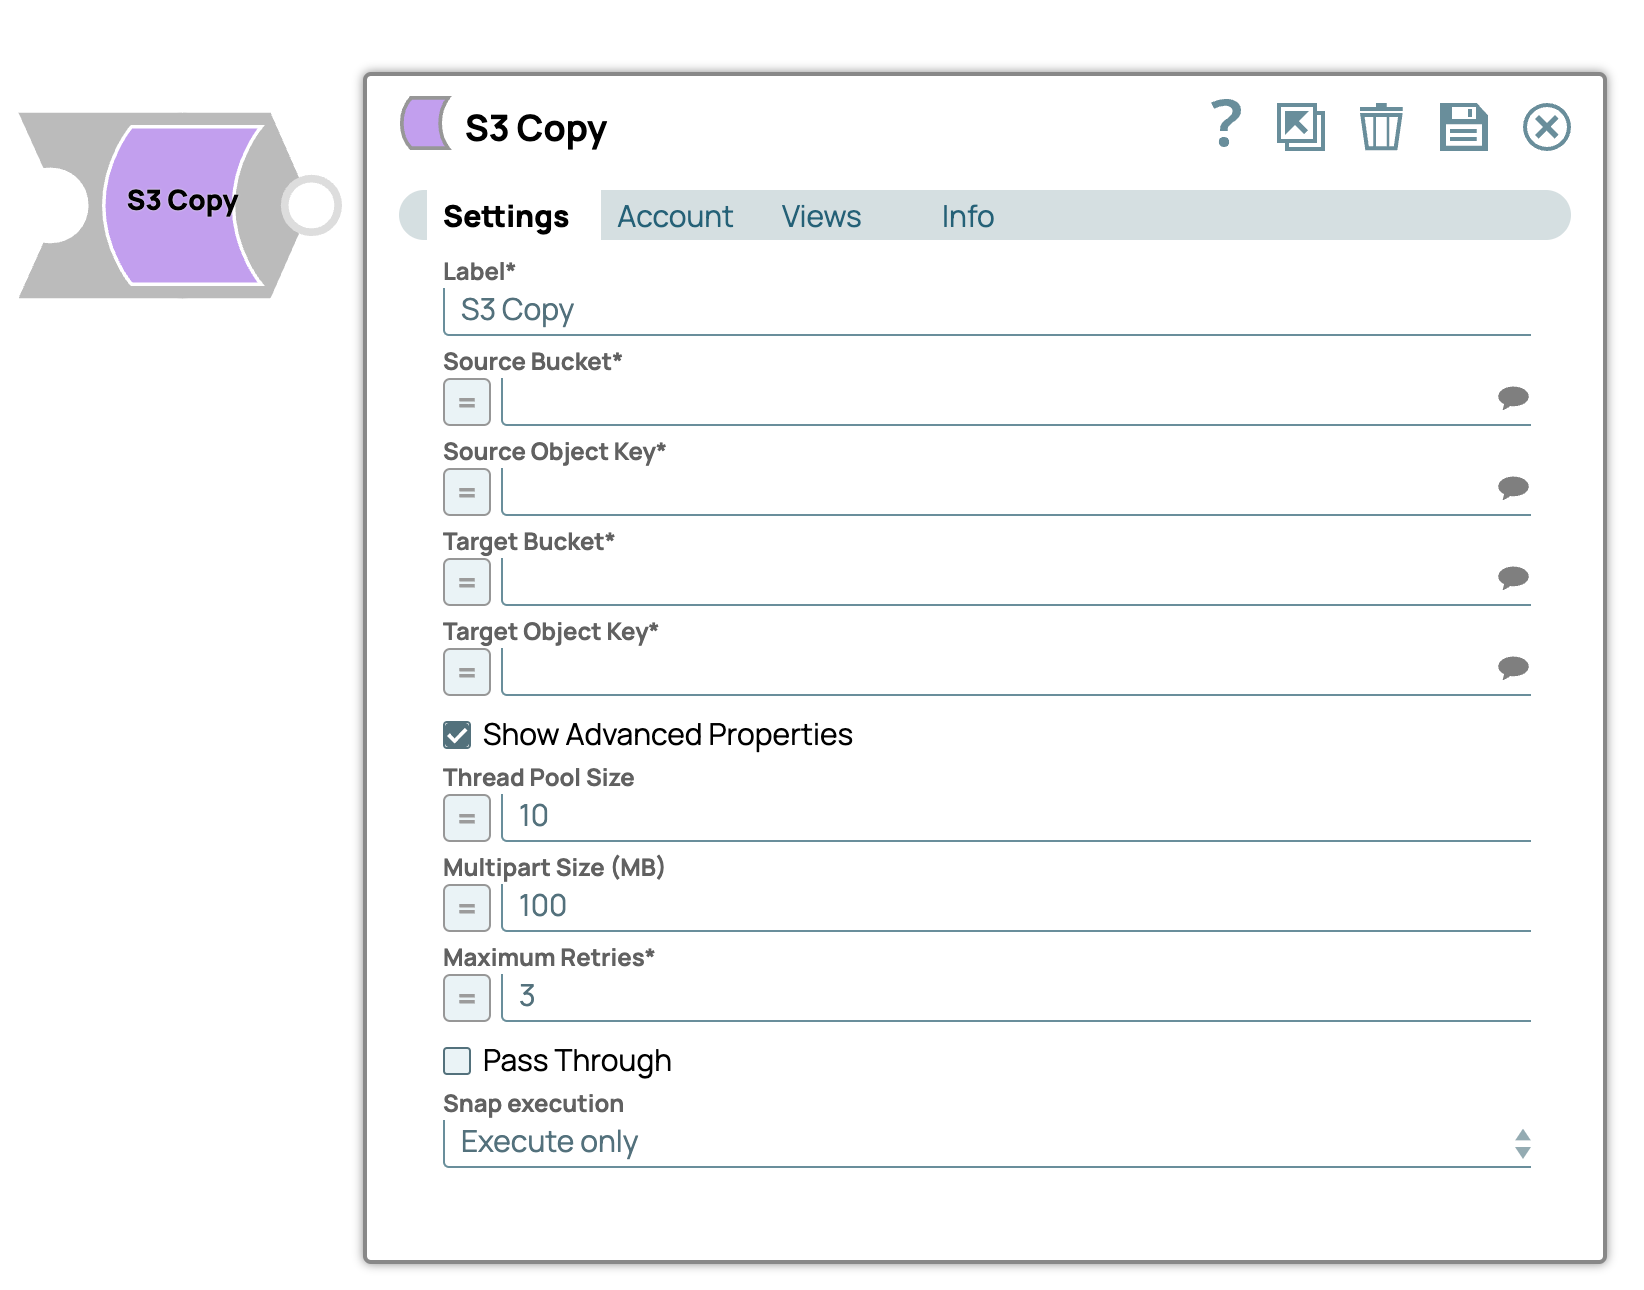 S3 Copy
S3 Copy
?
Settings Account Views Info
Label*
S3 Copy
Source Bucket*
=
Source Object Key*
=
Target Bucket*
=
Target Object Key*
=
Show Advanced Properties
Thread Pool Size
= 10
Multipart Size (MB)
= 100
Maximum Retries*
= 3
Pass Through
Snap execution
Execute only